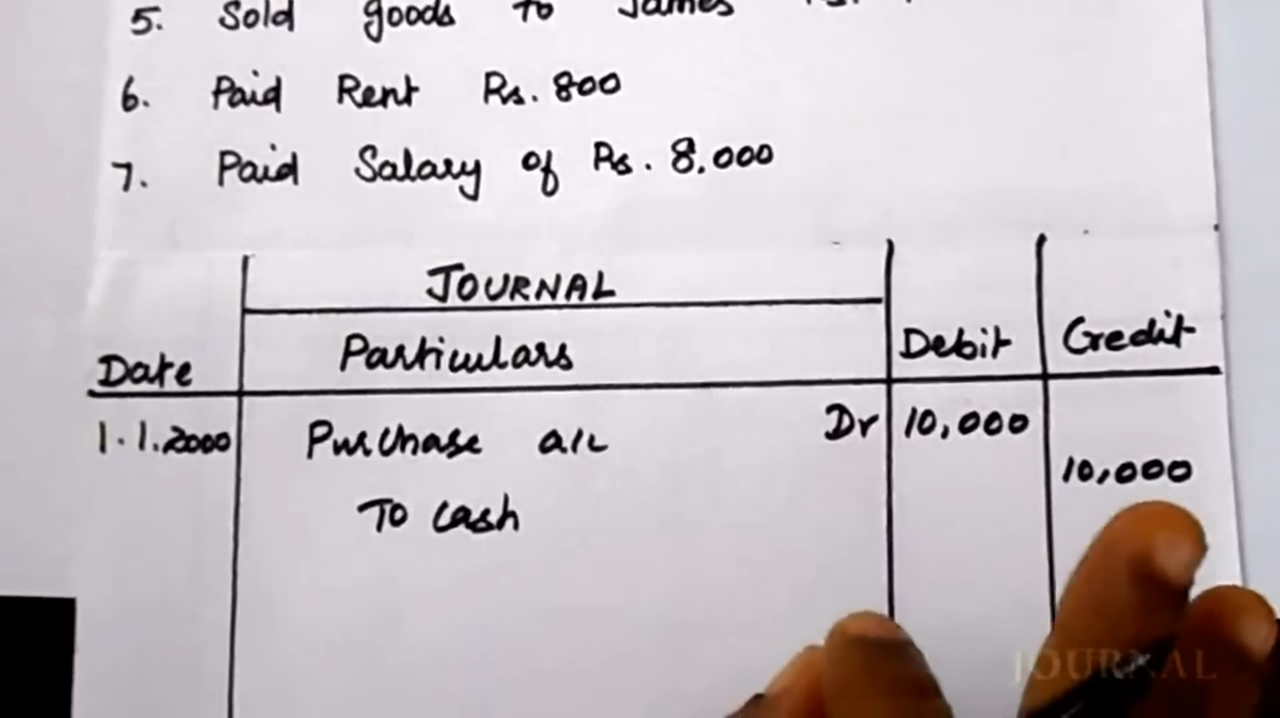 5. Sold goods to James
6. Paid Rent Rs. 800
7. Paid Salary of Rs. 8,000
JOURNAL
Date Particulars Debit Credit
1.1.2000 Purchase a/c Dr 10,000
To cash 10,000
JOURNAL